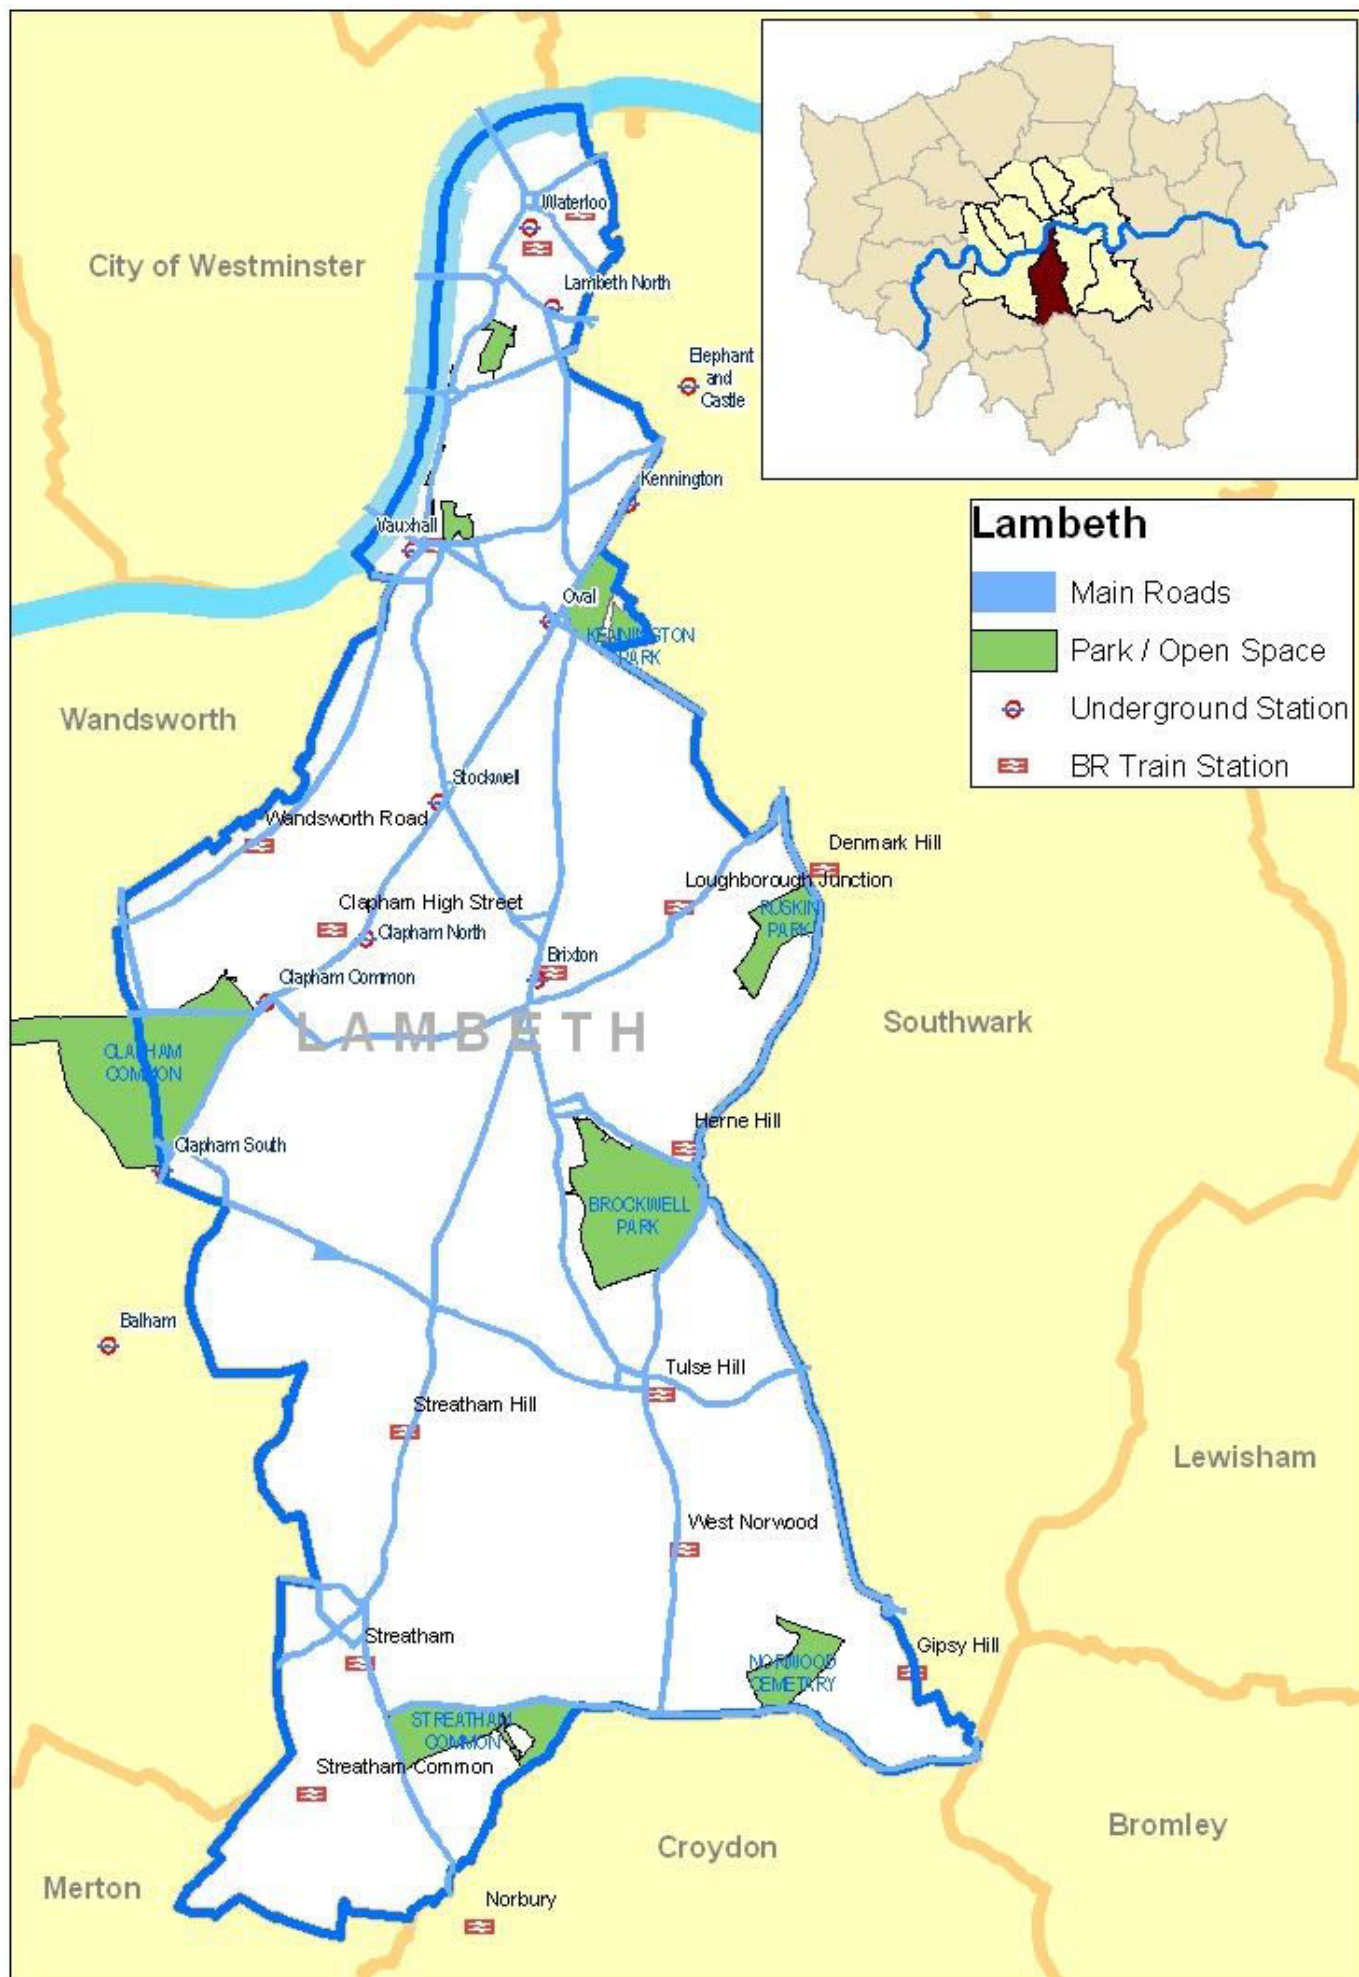 City of Westminster
Waterloo
Lambeth North
Elephant
and
Castle
Kennington
Vauxhall
Oval
KENNINGTON
PARK
Lambeth
Main Roads
Park / Open Space
Underground Station
BR Train Station
Wandsworth
Stockwell
Wandsworth Road
Denmark Hill
Loughborough Junction
RUSKIN
PARK
Clapham High Street
Clapham North
Brixton
Clapham Common
LAMBETH
Southwark
CLAPHAM
COMMON
Herne Hill
Clapham South
BROCKWELL
PARK
Balham
Tulse Hill
Streatham Hill
Lewisham
West Norwood
Streatham
Gipsy Hill
NORWOOD
CEMETARY
STREATHAM
COMMON
Streatham Common
Bromley
Croydon
Merton
Norbury